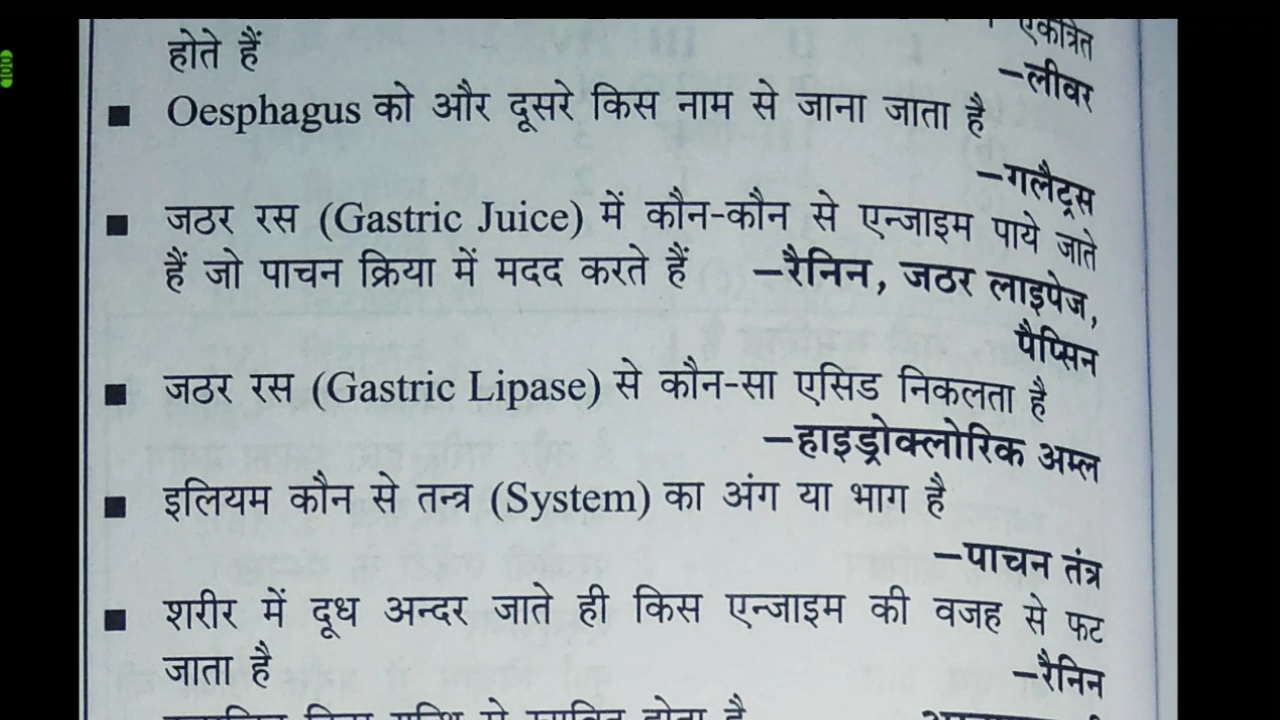 एकत्रित
होते हैं
–लीवर
■ Oesphagus को और दूसरे किस नाम से जाना जाता है
–गलैट्रस
■ जठर रस (Gastric Juice) में कौन-कौन से एन्जाइम पाये जाते
हैं जो पाचन क्रिया में मदद करते हैं –रैनिन, जठर लाइपेज,
पैप्सिन
■ जठर रस (Gastric Lipase) से कौन-सा एसिड निकलता है
–हाइड्रोक्लोरिक अम्ल
■ इलियम कौन से तन्त्र (System) का अंग या भाग है
–पाचन तंत्र
■ शरीर में दूध अन्दर जाते ही किस एन्जाइम की वजह से फट
जाता है –रैनिन